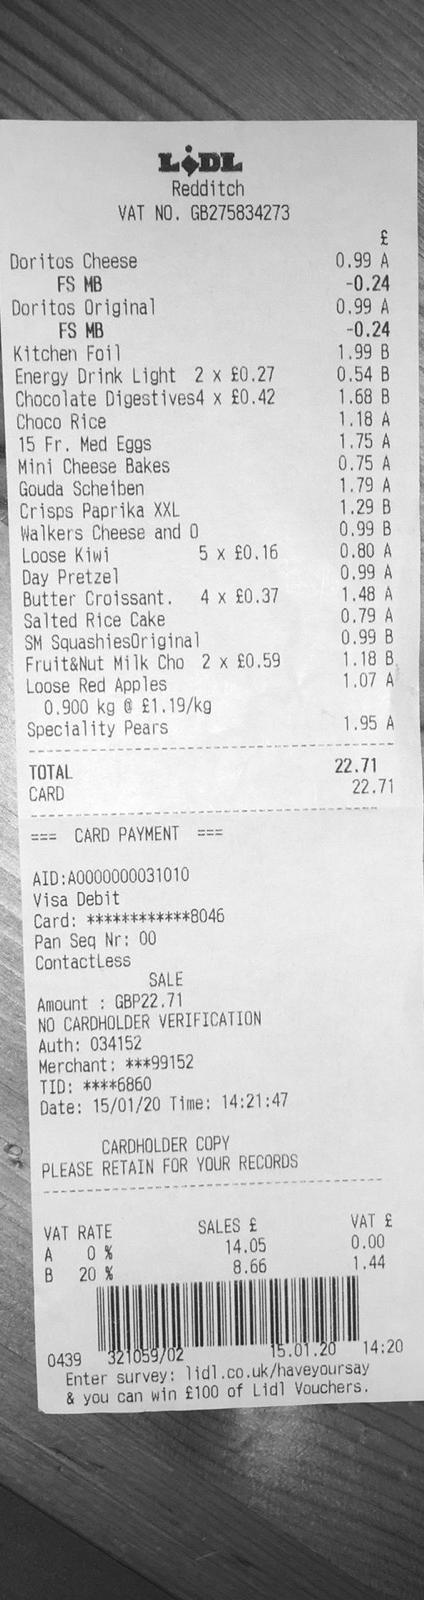 LiDL
Redditch
VAT NO. GB275834273
£
Doritos Cheese 0.99 A
FS MB -0.24
Doritos Original 0.99 A
FS MB -0.24
Kitchen Foil 1.99 B
Energy Drink Light 2 x £0.27 0.54 B
Chocolate Digestives4 x £0.42 1.68 B
Choco Rice 1.18 A
15 Fr. Med Eggs 1.75 A
Mini Cheese Bakes 0.75 A
Gouda Scheiben 1.79 A
Crisps Paprika XXL 1.29 B
Walkers Cheese and O 0.99 B
Loose Kiwi 5 x £0.16 0.80 A
Day Pretzel 0.99 A
Butter Croissant. 4 x £0.37 1.48 A
Salted Rice Cake 0.79 A
SM SquashiesOriginal 0.99 B
Fruit&Nut Milk Cho 2 x £0.59 1.18 B
Loose Red Apples 1.07 A
0.900 kg @ £1.19/kg
Speciality Pears 1.95 A
TOTAL 22.71
CARD 22.71
=== CARD PAYMENT ===
AID:A0000000031010
Visa Debit
Card: ************8046
Pan Seq Nr: 00
ContactLess
SALE
Amount : GBP22.71
NO CARDHOLDER VERIFICATION
Auth: 034152
Merchant: ***99152
TID: ****6860
Date: 15/01/20 Time: 14:21:47
CARDHOLDER COPY
PLEASE RETAIN FOR YOUR RECORDS
VAT RATE SALES £ VAT £
A 0 % 14.05 0.00
B 20 % 8.66 1.44
0439 321059/02 15.01.20 14:20
Enter survey: lidl.co.uk/haveyoursay
& you can win £100 of Lidl Vouchers.